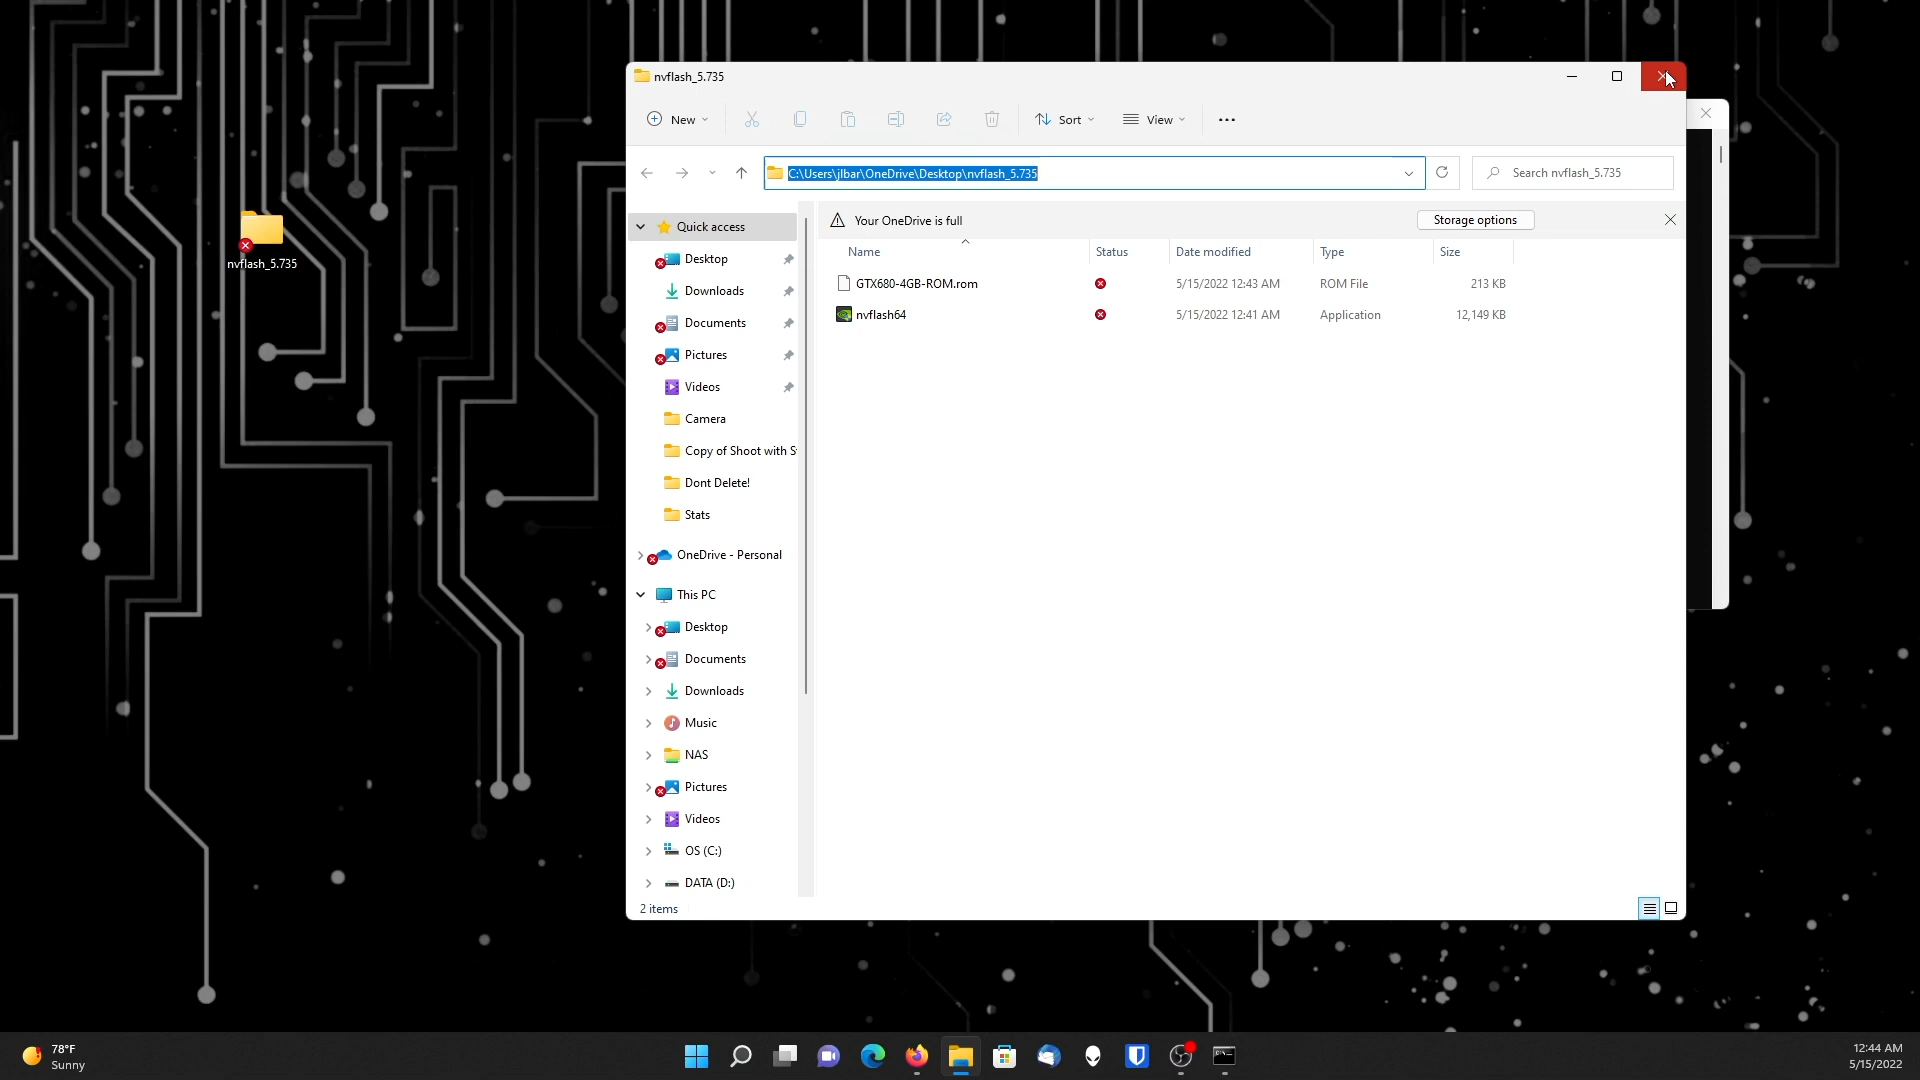 nvflash_5.735
nvflash_5.735
New
Sort
View
C:\Users\jlbar\OneDrive\Desktop\nvflash_5.735
Search nvflash_5.735
Your OneDrive is full
Storage options
Name Status Date modified Type Size
GTX680-4GB-ROM.rom 5/15/2022 12:43 AM ROM File 213 KB
nvflash64 5/15/2022 12:41 AM Application 12,149 KB
Quick access
Desktop
Downloads
Documents
Pictures
Videos
Camera
Copy of Shoot with S
Dont Delete!
Stats
OneDrive - Personal
This PC
Desktop
Documents
Downloads
Music
NAS
Pictures
Videos
OS (C:)
DATA (D:)
2 items
78°F
Sunny
12:44 AM
5/15/2022